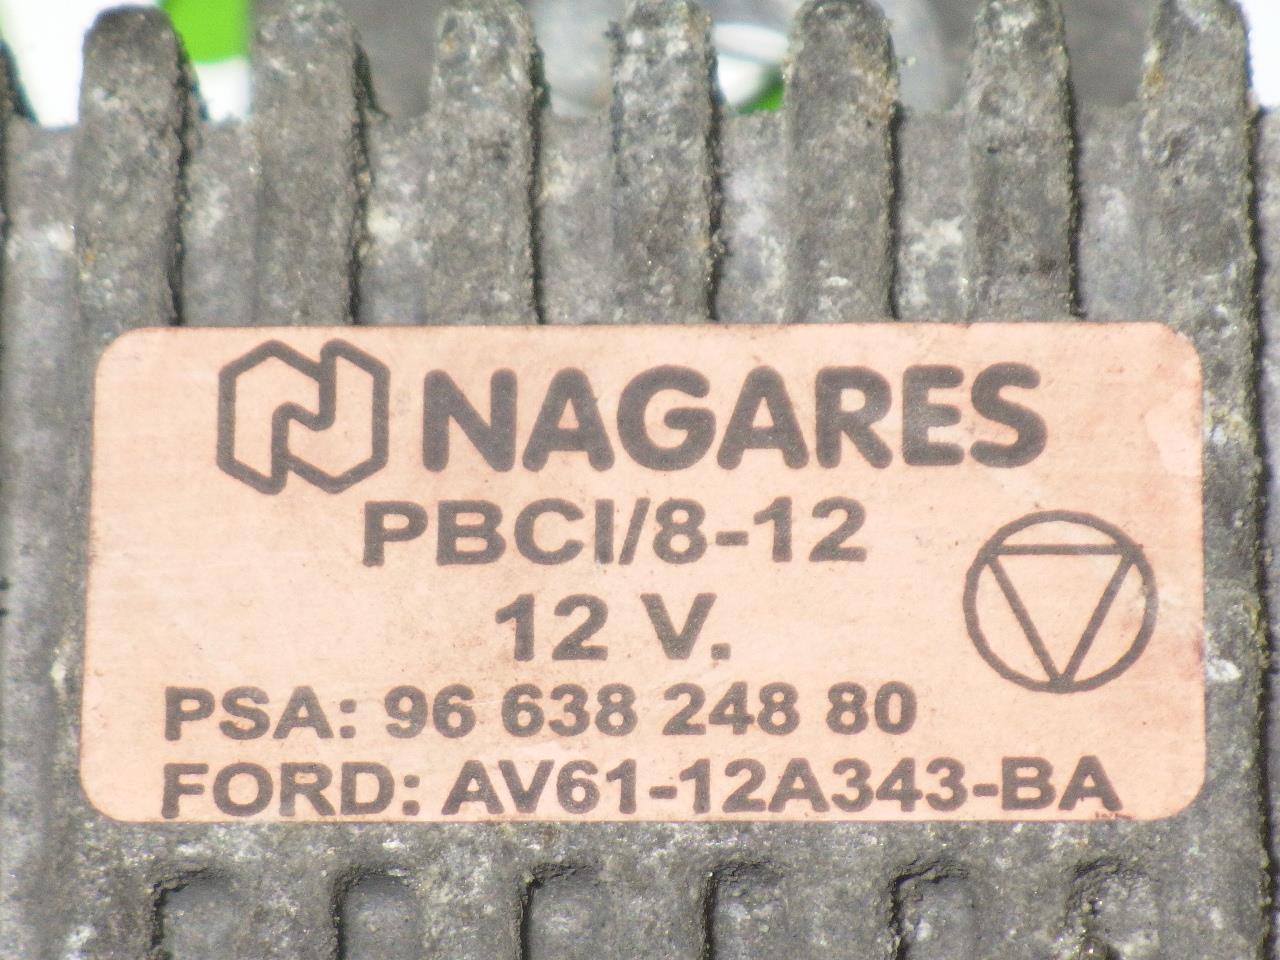 NAGARES
PBCI/8-12
12 V.
PSA: 96 638 248 80
FORD: AV61-12A343-BA